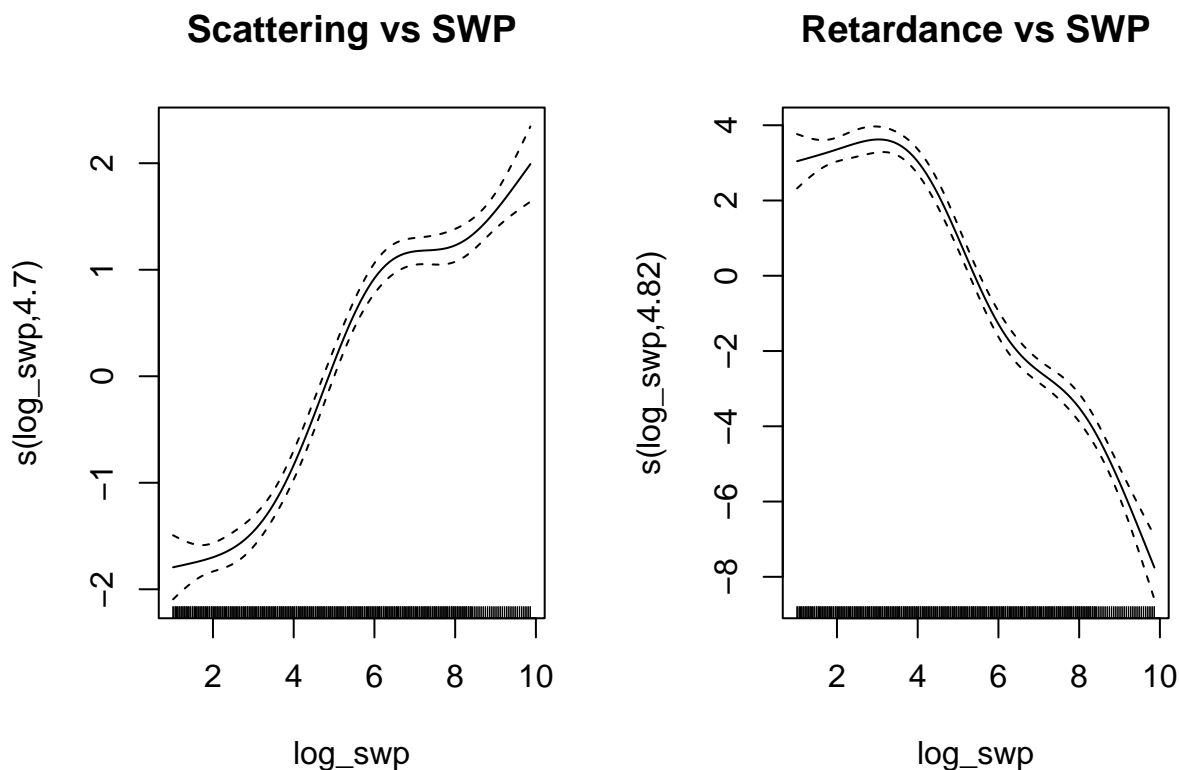 Scattering vs SWP
s(log_swp,4.7)
2
1
0
−1
−2
2 4 6 8 10
log_swp
Retardance vs SWP
s(log_swp,4.82)
4
2
0
−2
−4
−6
−8
2 4 6 8 10
log_swp